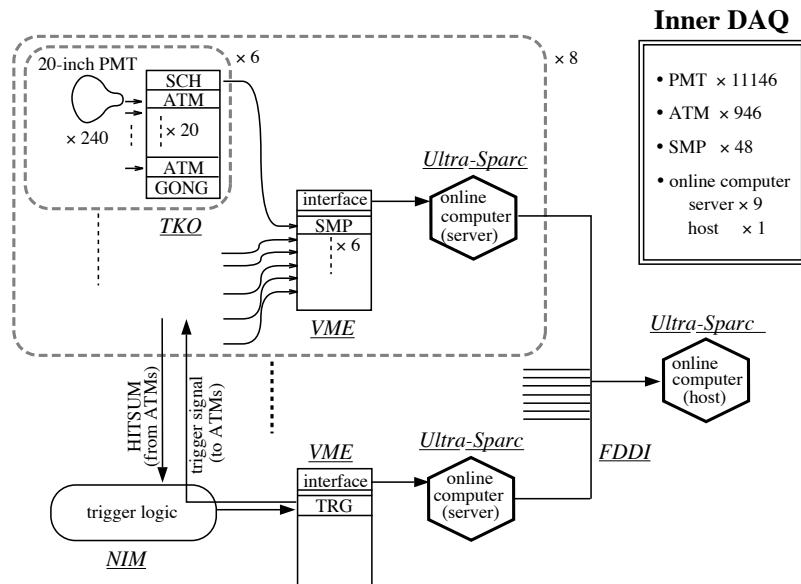 Inner DAQ
20-inch PMT
× 240
SCH
ATM
× 20
ATM
GONG
TKO
× 6
× 8
• PMT × 11146
• ATM × 946
• SMP × 48
• online computer
server × 9
host × 1
Ultra-Sparc
interface
SMP
× 6
VME
online
computer
(server)
Ultra-Sparc
online
computer
(host)
HITSUM
(from ATMs)
trigger signal
(to ATMs)
VME
Ultra-Sparc
FDDI
interface
TRG
online
computer
(server)
trigger logic
NIM